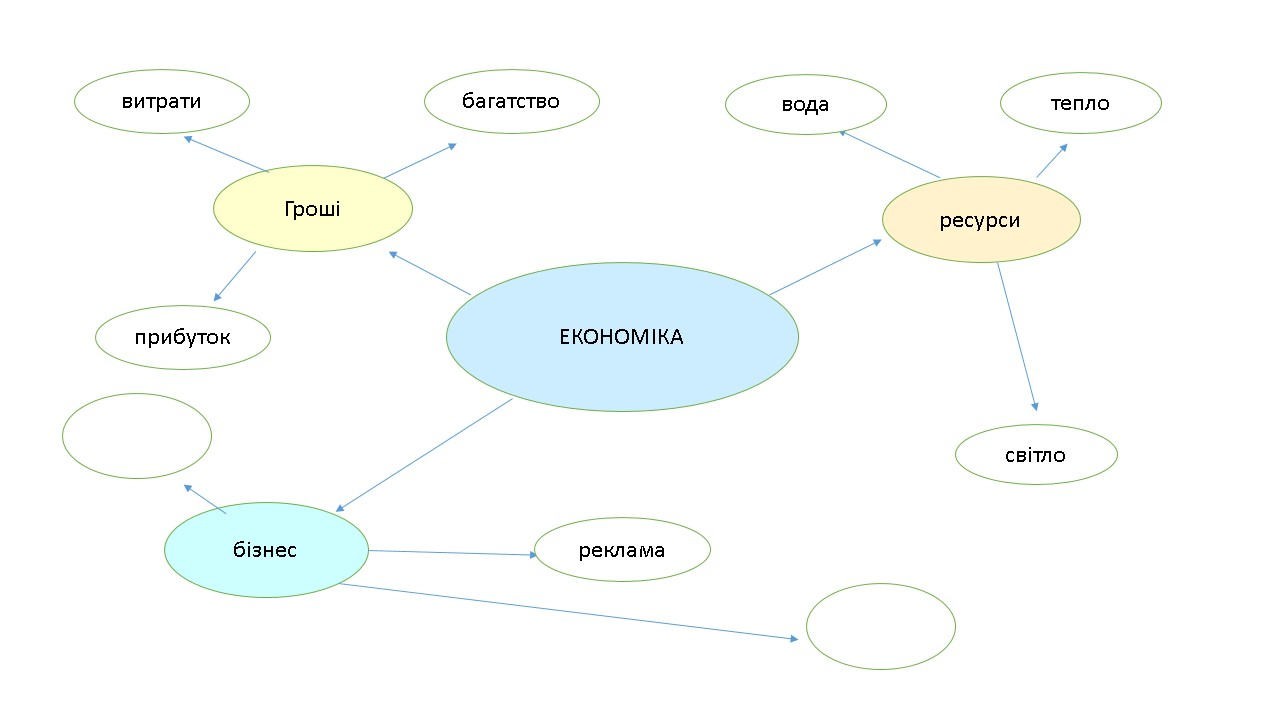 витрати
багатство
вода
тепло
Гроші
ресурси
прибуток
ЕКОНОМІКА
світло
бізнес
реклама